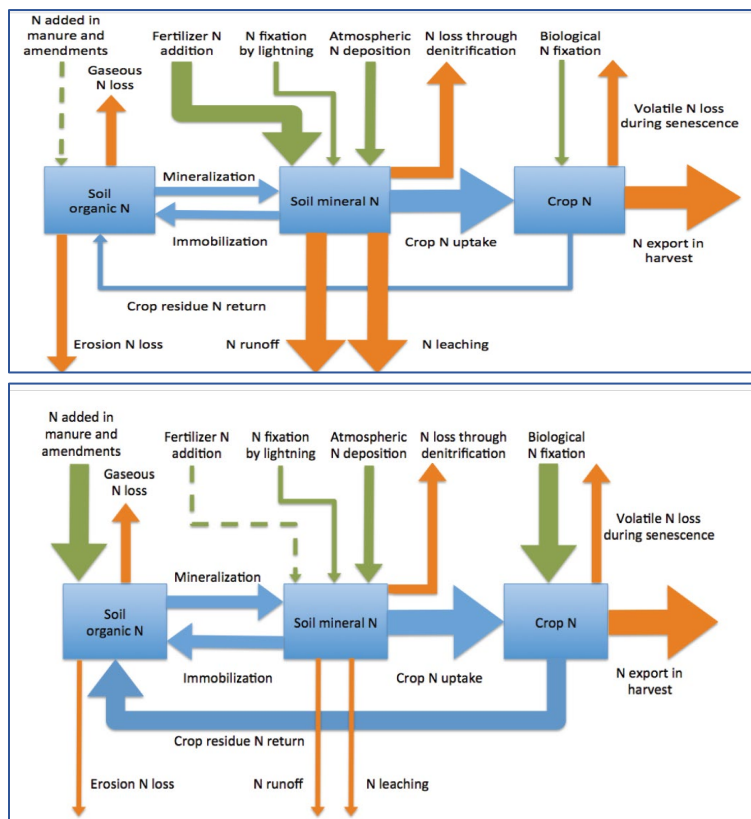 N added in
manure and
amendments
Gaseous
N loss
Fertilizer N
addition
N fixation
by lightning
Atmospheric
N deposition
N loss through
denitrification
Biological
N fixation
Volatile N loss
during senescence
Soil
organic N
Mineralization
Immobilization
Soil mineral N
Crop N uptake
Crop N
N export in
harvest
Crop residue N return
Erosion N loss
N runoff
N leaching
N added in
manure and
amendments
Gaseous
N loss
Fertilizer N
addition
N fixation
by lightning
Atmospheric
N deposition
N loss through
denitrification
Biological
N fixation
Volatile N loss
during senescence
Soil
organic N
Mineralization
Immobilization
Soil mineral N
Crop N uptake
Crop N
N export in
harvest
Crop residue N return
Erosion N loss
N runoff
N leaching